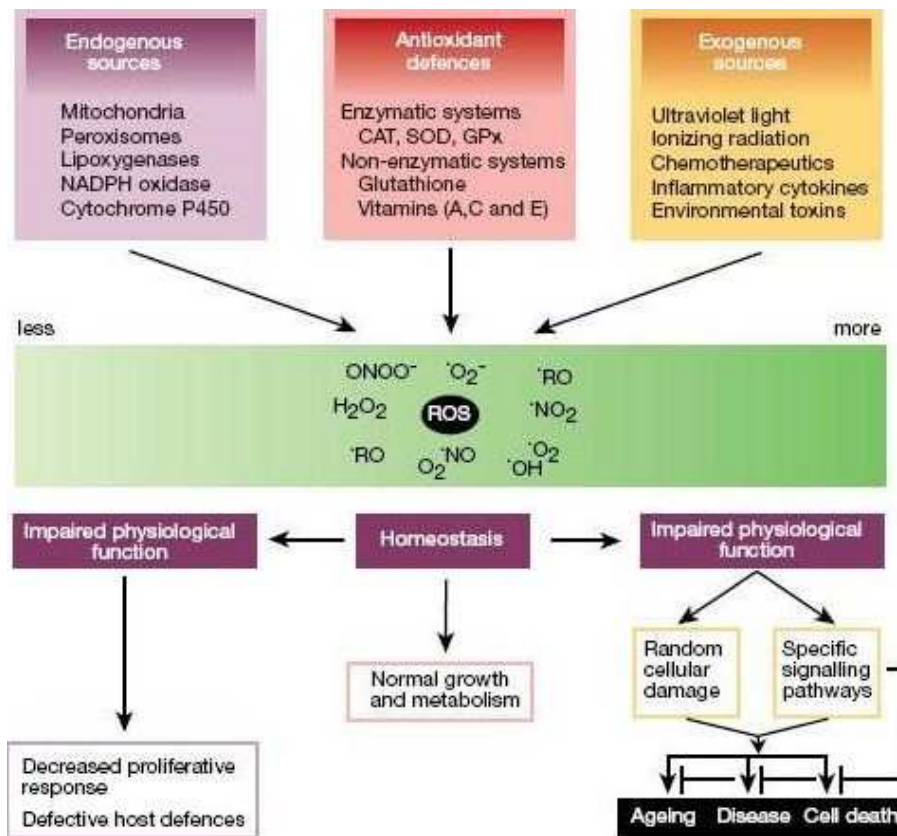 Endogenous
sources
Mitochondria
Peroxisomes
Lipoxygenases
NADPH oxidase
Cytochrome P450
Antioxidant
defences
Enzymatic systems
CAT, SOD, GPx
Non-enzymatic systems
Glutathione
Vitamins (A,C and E)
Exogenous
sources
Ultraviolet light
Ionizing radiation
Chemotherapeutics
Inflammatory cytokines
Environmental toxins
less
more
ONOO⁻ ˙O₂⁻ ˙RO
H₂O₂ ROS ˙NO₂
˙RO O₂ ˙NO ˙OH ˙O₂
Impaired physiological
function
Homeostasis
Impaired physiological
function
Normal growth
and metabolism
Random
cellular
damage
Specific
signalling
pathways
Decreased proliferative
response
Defective host defences
Ageing Disease Cell death